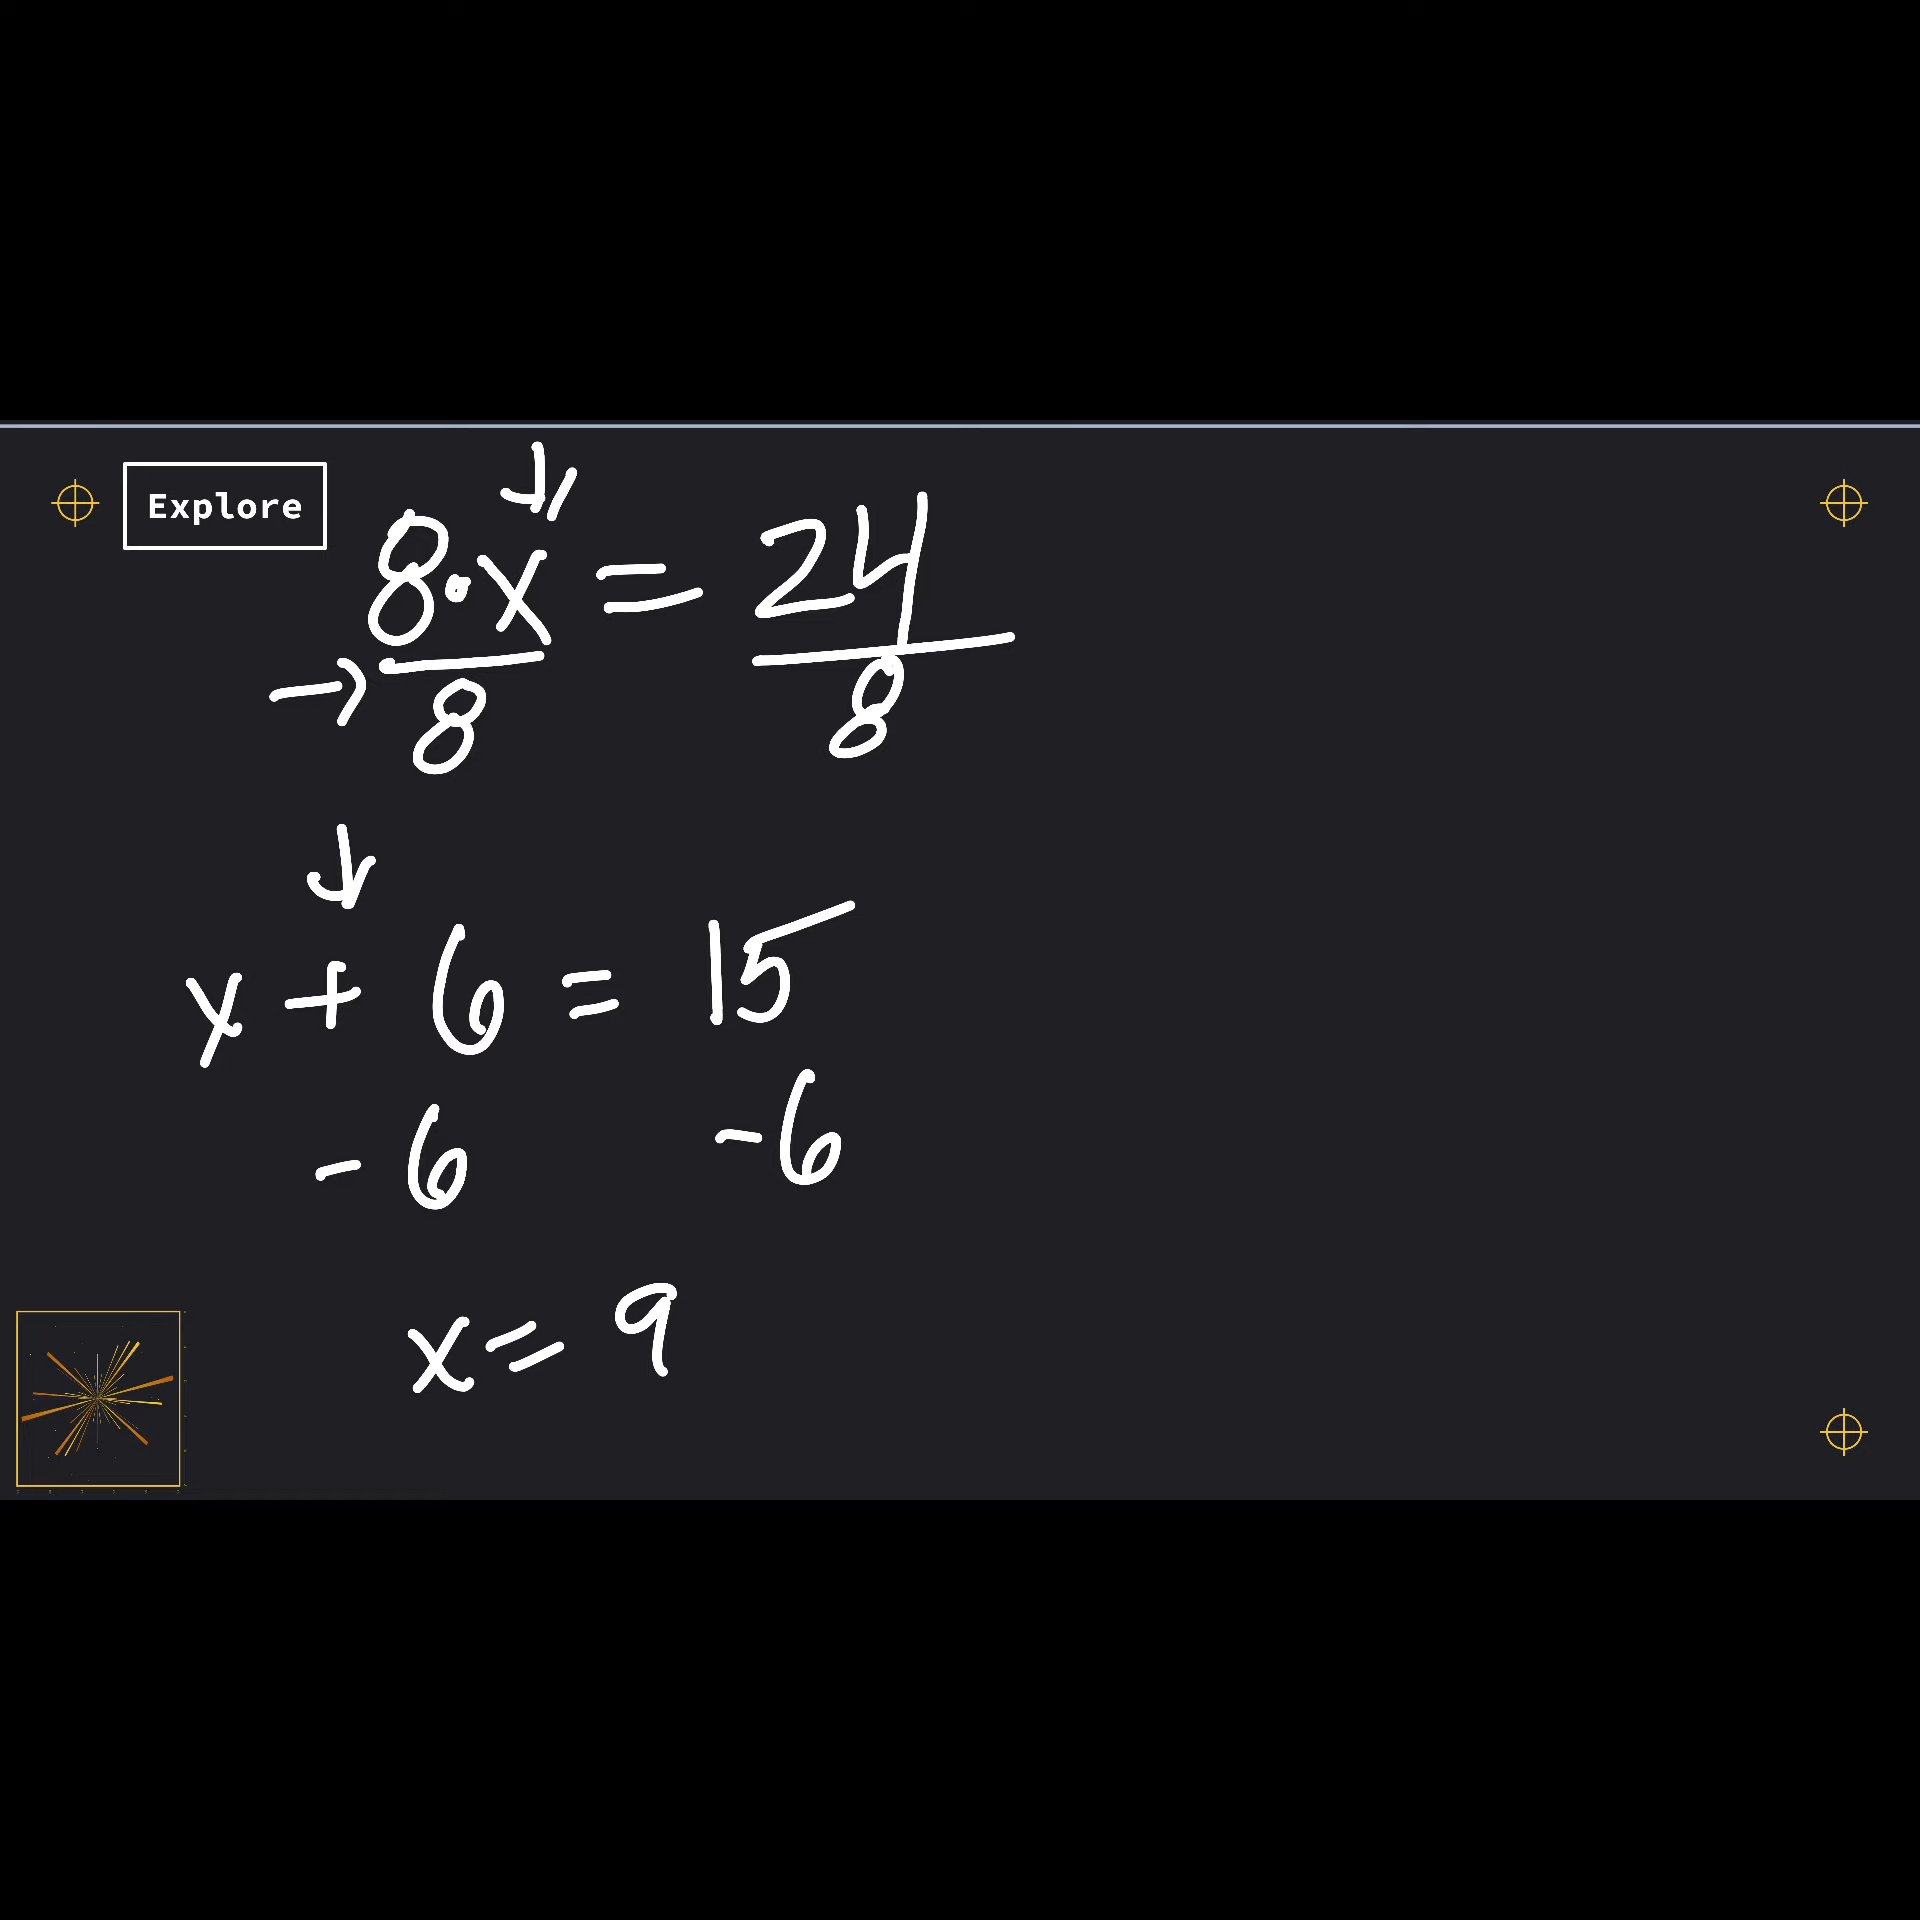 Explore
8·x = 24
8 8
x + 6 = 15
- 6 - 6
x = 9